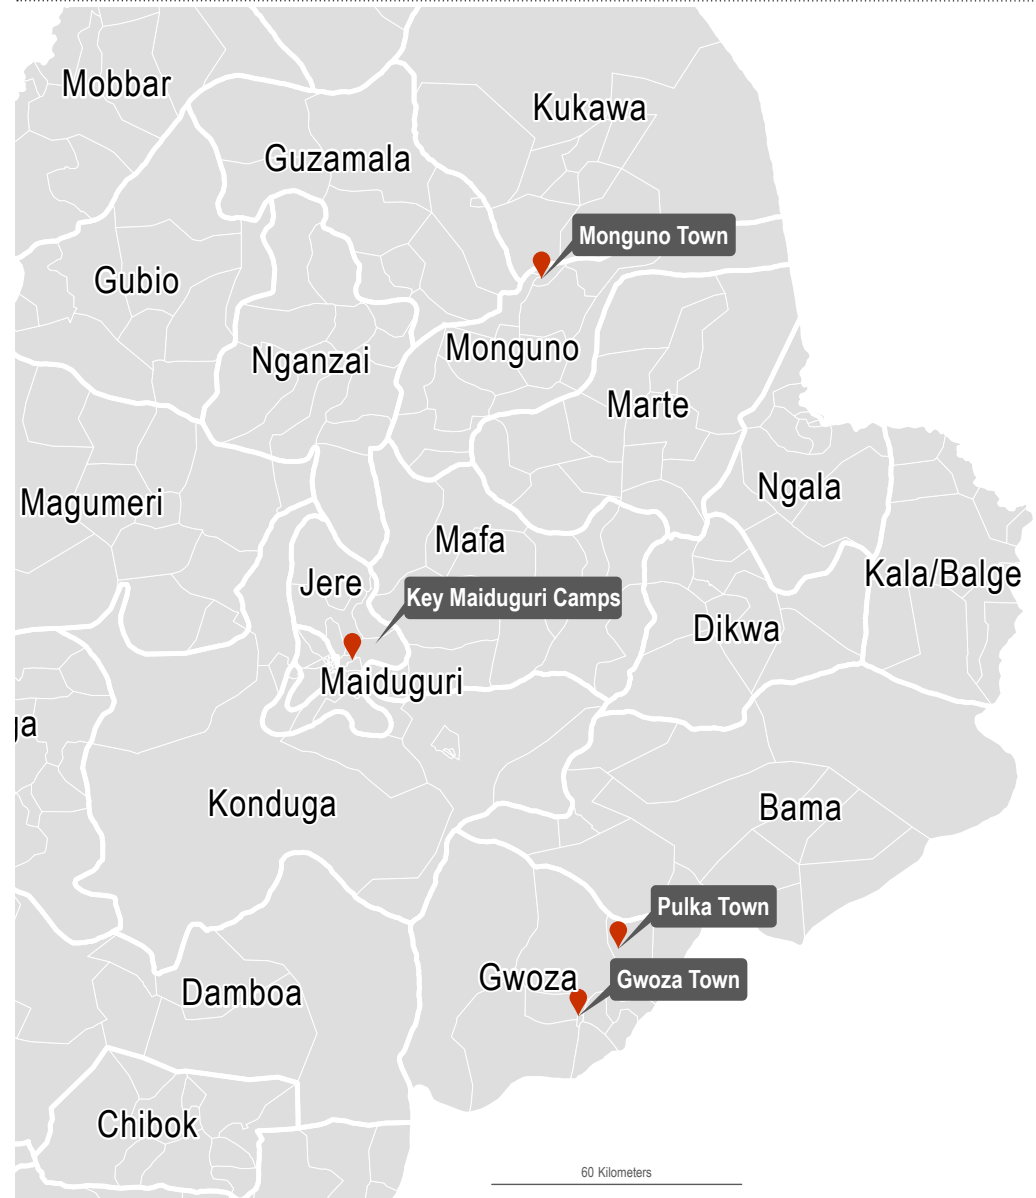 Mobbar
Kukawa
Guzamala
Monguno Town
Gubio
Monguno
Nganzai
Marte
Ngala
Magumeri
Mafa
Kala/Balge
Jere
Key Maiduguri Camps
Dikwa
Maiduguri
ga
Konduga
Bama
Pulka Town
Gwoza
Gwoza Town
Damboa
Chibok
60 Kilometers